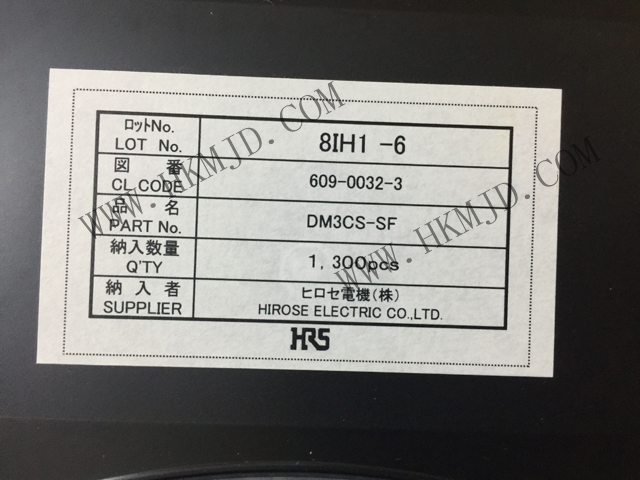 ロットNo.
LOT No.
8IH1 -6
図 番
CL CODE
609-0032-3
品 名
PART No.
DM3CS-SF
納入数量
Q'TY
1,300pcs
納 入 者
SUPPLIER
ヒロセ電機(株)
HIROSE ELECTRIC CO.,LTD.
HRS
WWW.HKMJD.COM
WWW.HKMJD.COM